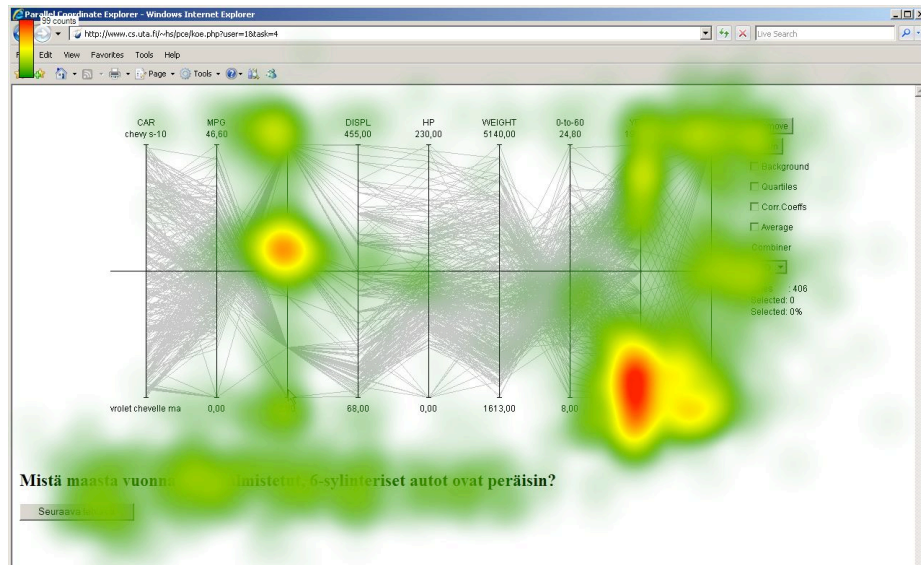 Parallel Coordinate Explorer - Windows Internet Explorer
99 counts
http://www.cs.uta.fi/~hs/pce/koe.php?user=18&task=4
Live Search
Edit View Favorites Tools Help
Page Tools
CAR MPG DISPL HP WEIGHT 0-to-60
chevy s-10 46,60 455,00 230,00 5140,00 24,80
Background
Quartiles
Corr.Coeffs
Average
Combiner
: 406
Selected: 0
Selected: 0%
vrolet chevelle ma 0,00 68,00 0,00 1613,00 8,00
Mistä maasta vuonna 6-sylinteriset autot ovat peräisin?
Seuraava